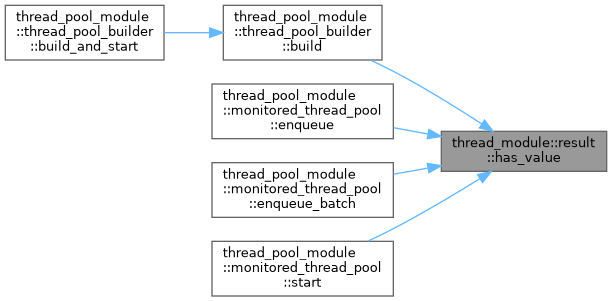 thread_pool_module
::thread_pool_builder
::build_and_start
thread_pool_module
::thread_pool_builder
::build
thread_pool_module
::monitored_thread_pool
::enqueue
thread_module::result
::has_value
thread_pool_module
::monitored_thread_pool
::enqueue_batch
thread_pool_module
::monitored_thread_pool
::start